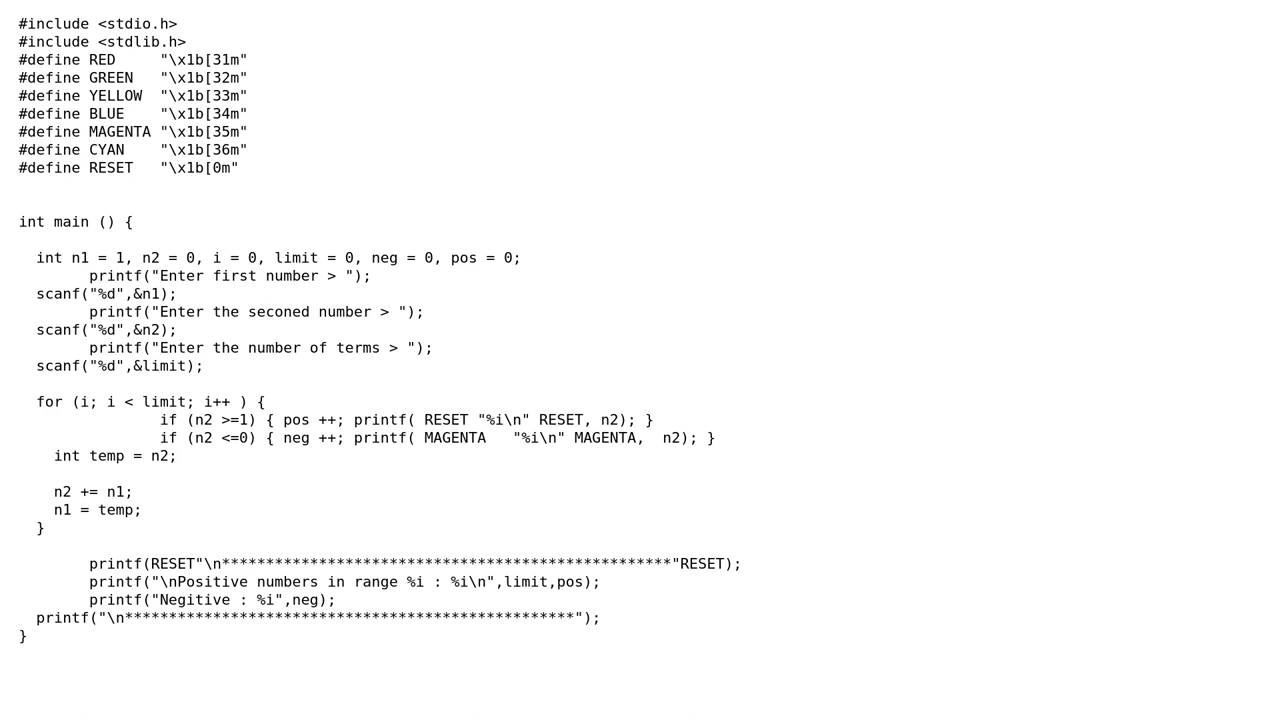 #include <stdio.h>
#include <stdlib.h>
#define RED     "\x1b[31m"
#define GREEN   "\x1b[32m"
#define YELLOW  "\x1b[33m"
#define BLUE    "\x1b[34m"
#define MAGENTA "\x1b[35m"
#define CYAN    "\x1b[36m"
#define RESET   "\x1b[0m"


int main () {

  int n1 = 1, n2 = 0, i = 0, limit = 0, neg = 0, pos = 0;
        printf("Enter first number > ");
  scanf("%d",&n1);
        printf("Enter the seconed number > ");
  scanf("%d",&n2);
        printf("Enter the number of terms > ");
  scanf("%d",&limit);

  for (i; i < limit; i++ ) {
                if (n2 >=1) { pos ++; printf( RESET "%i\n" RESET, n2); }
                if (n2 <=0) { neg ++; printf( MAGENTA   "%i\n" MAGENTA,  n2); }
    int temp = n2;

    n2 += n1;
    n1 = temp;
  }

        printf(RESET"\n***************************************************"RESET);
        printf("\nPositive numbers in range %i : %i\n",limit,pos);
        printf("Negitive : %i",neg);
  printf("\n***************************************************");
}